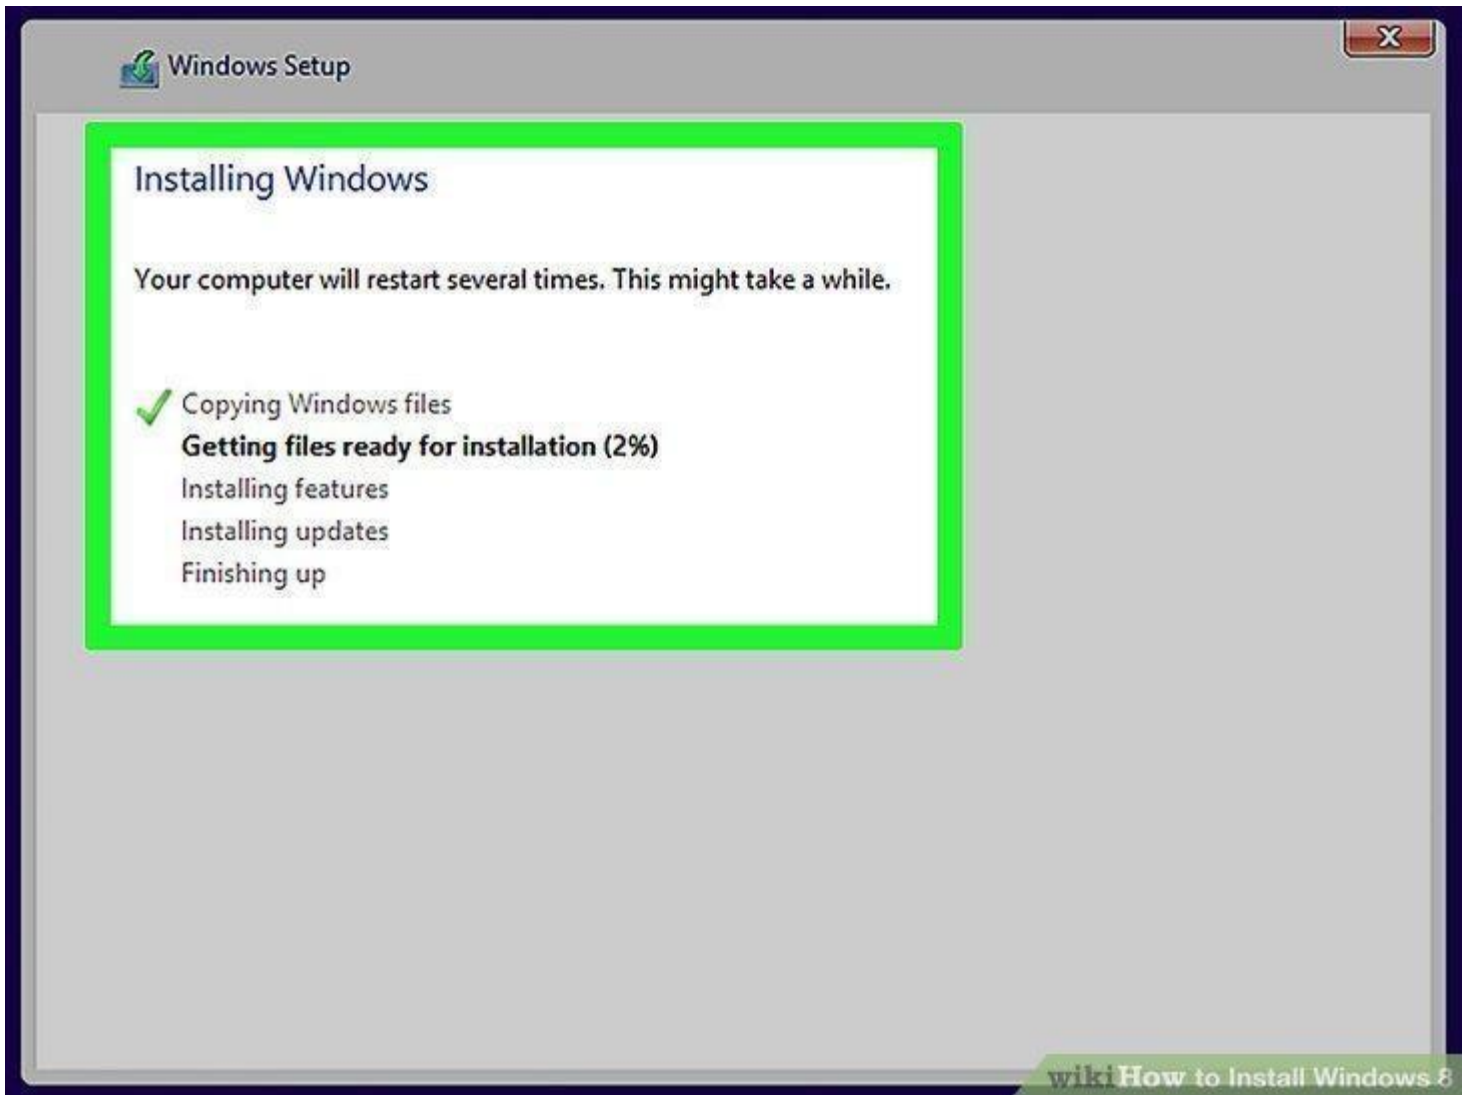 Windows Setup
Installing Windows
Your computer will restart several times. This might take a while.
Copying Windows files
Getting files ready for installation (2%)
Installing features
Installing updates
Finishing up
wikiHow to Install Windows 8